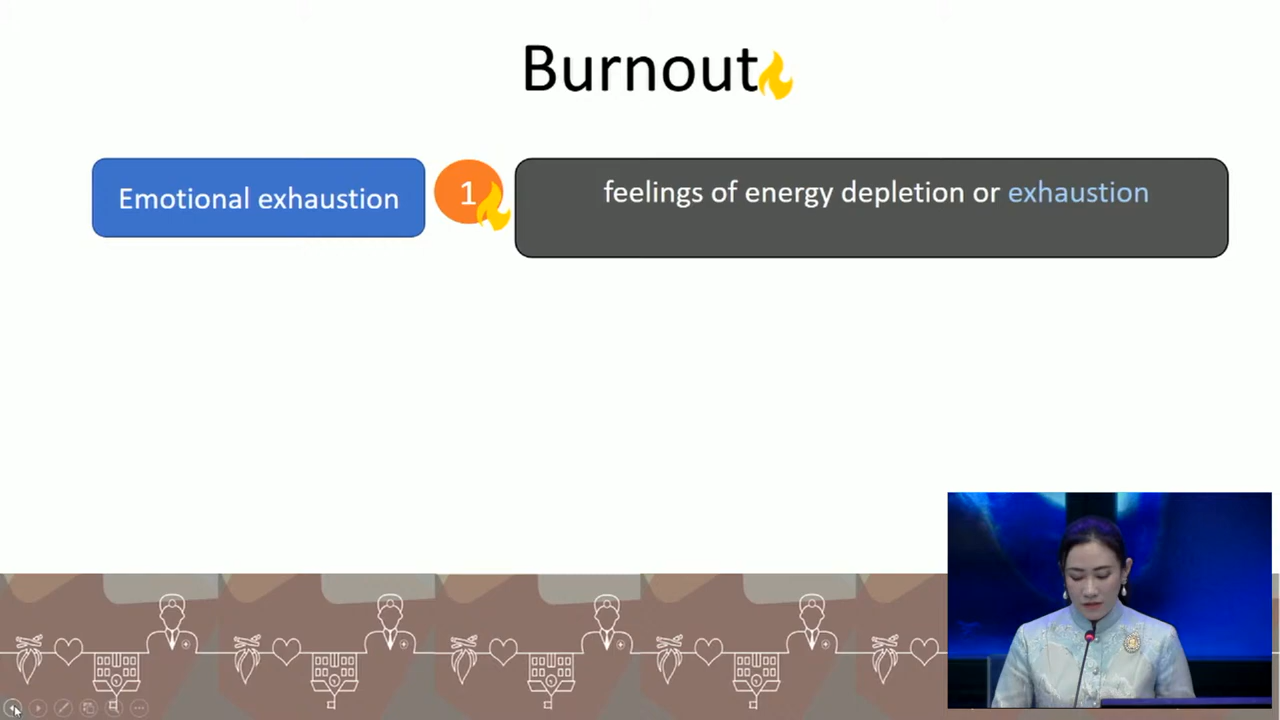 Burnout
Emotional exhaustion
1
feelings of energy depletion or exhaustion